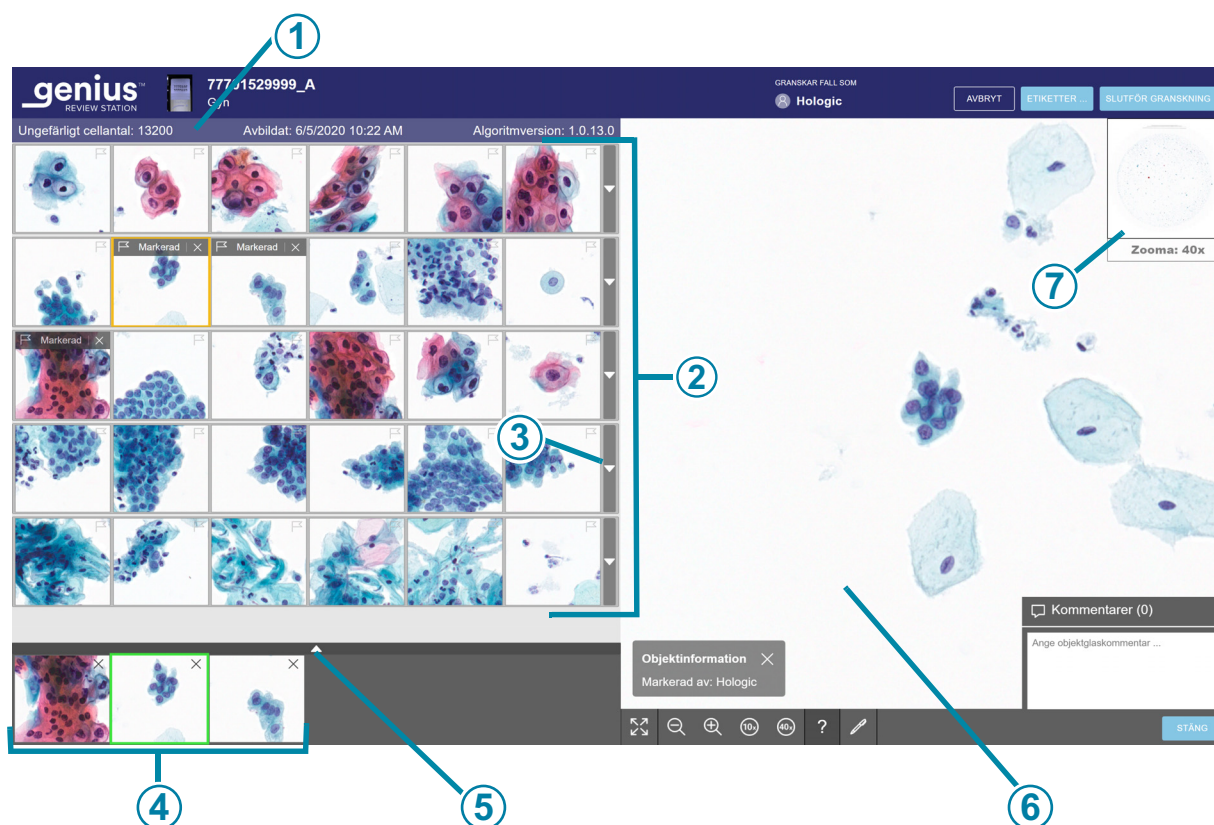 1
genius™
REVIEW STATION
77701529999_A
Gyn
GRANSKAR FALL SOM
Hologic
AVBRYT
ETIKETTER ...
SLUTFÖR GRANSKNING
Ungefärligt cellantal: 13200
Avbildat: 6/5/2020 10:22 AM
Algoritmversion: 1.0.13.0
Markerad
Markerad
Zooma: 40x
7
Markerad
2
3
Kommentarer (0)
Ange objektglaskommentar ...
Objektinformation
Markerad av: Hologic
10x
40x
?
STÄNG
4
5
6